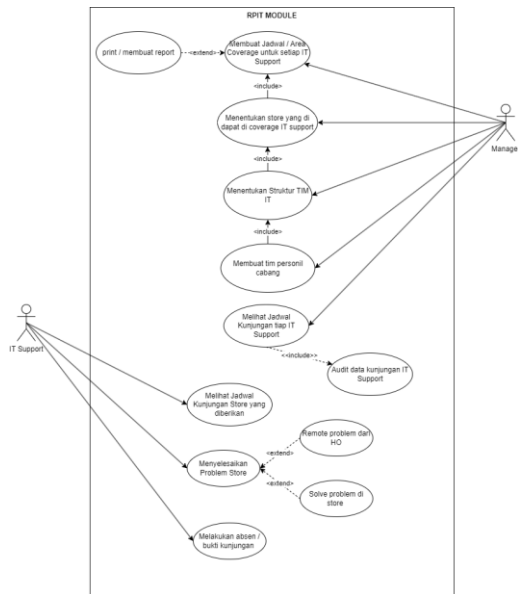 RPIT MODULE
print / membuat report
<extend>
Membuat Jadwal / Area
Coverage untuk setiap IT
Support
<include>
Menentukan store yang di
dapat di coverage IT support
<include>
Menentukan Struktur TIM
IT
<include>
Membuat tim personil
cabang
Manage
Melihat Jadwal
Kunjungan tiap IT
Support
<<include>>
Audit data kunjungan IT
Support
IT Support
Melihat Jadwal
Kunjungan Store yang
diberikan
Remote problem dari
HO
<extend>
Menyelesaikan
Problem Store
<extend>
Solve problem di
store
Melakukan absen /
bukti kunjungan